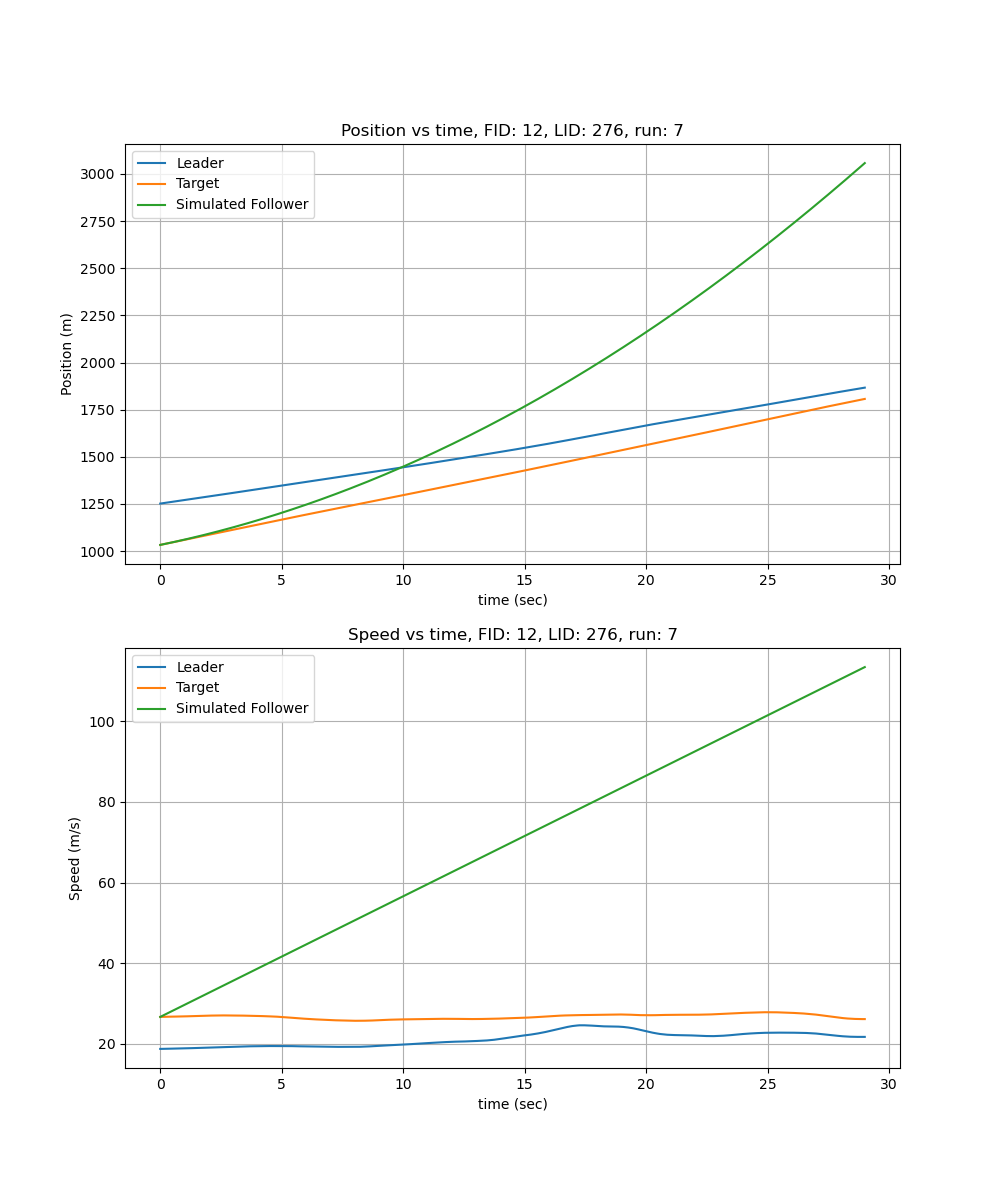 Position vs time, FID: 12, LID: 276, run: 7
Leader
Target
Simulated Follower
3000
2750
2500
2250
2000
1750
1500
1250
1000
Position (m)
0 5 10 15 20 25 30
time (sec)
Speed vs time, FID: 12, LID: 276, run: 7
Leader
Target
Simulated Follower
100
80
60
40
20
Speed (m/s)
0 5 10 15 20 25 30
time (sec)